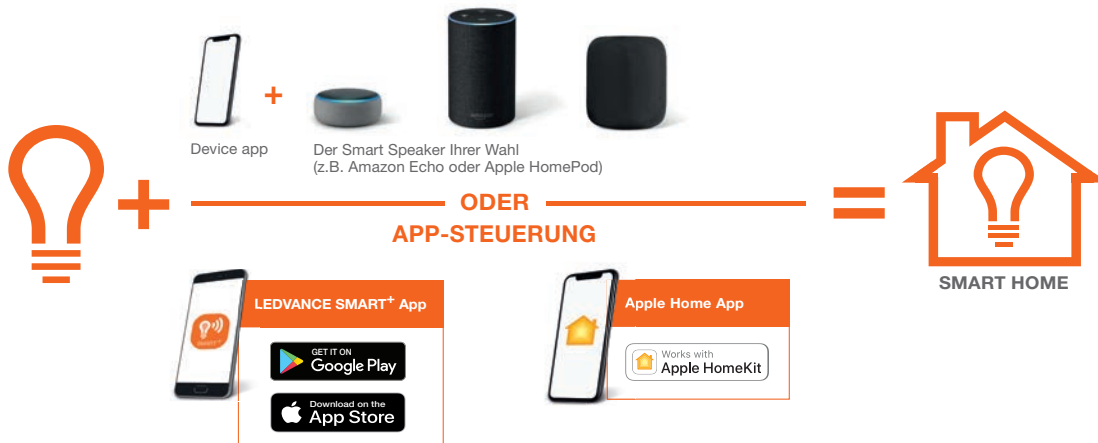 Device app
Der Smart Speaker Ihrer Wahl
(z.B. Amazon Echo oder Apple HomePod)
ODER
APP-STEUERUNG
SMART HOME
LEDVANCE SMART+ App
GET IT ON
Google Play
Download on the
App Store
Apple Home App
Works with
Apple HomeKit